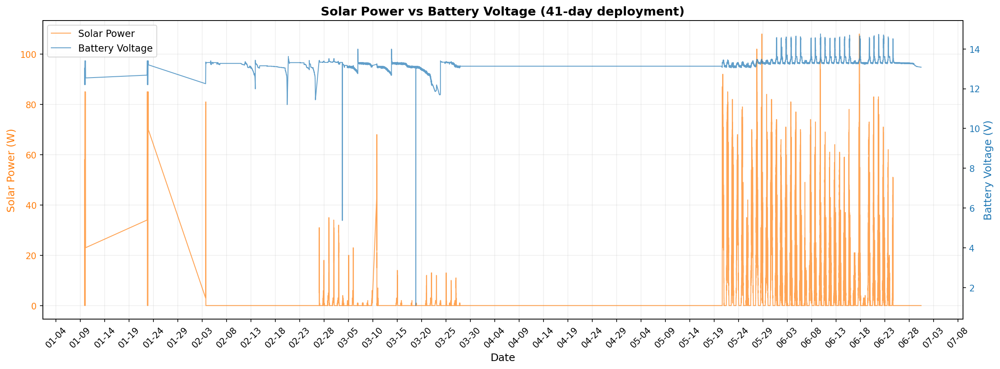 Solar Power vs Battery Voltage (41-day deployment)
Solar Power
Battery Voltage
Solar Power (W)
100
80
60
40
20
0
Battery Voltage (V)
14
12
10
8
6
4
2
01-04 01-09 01-14 01-19 01-24 01-29 02-03 02-08 02-13 02-18 02-23 02-28 03-05 03-10 03-15 03-20 03-25 03-30 04-04 04-09 04-14 04-19 04-24 04-29 05-04 05-09 05-14 05-19 05-24 05-29 06-03 06-08 06-13 06-18 06-23 06-28 07-03 07-08
Date